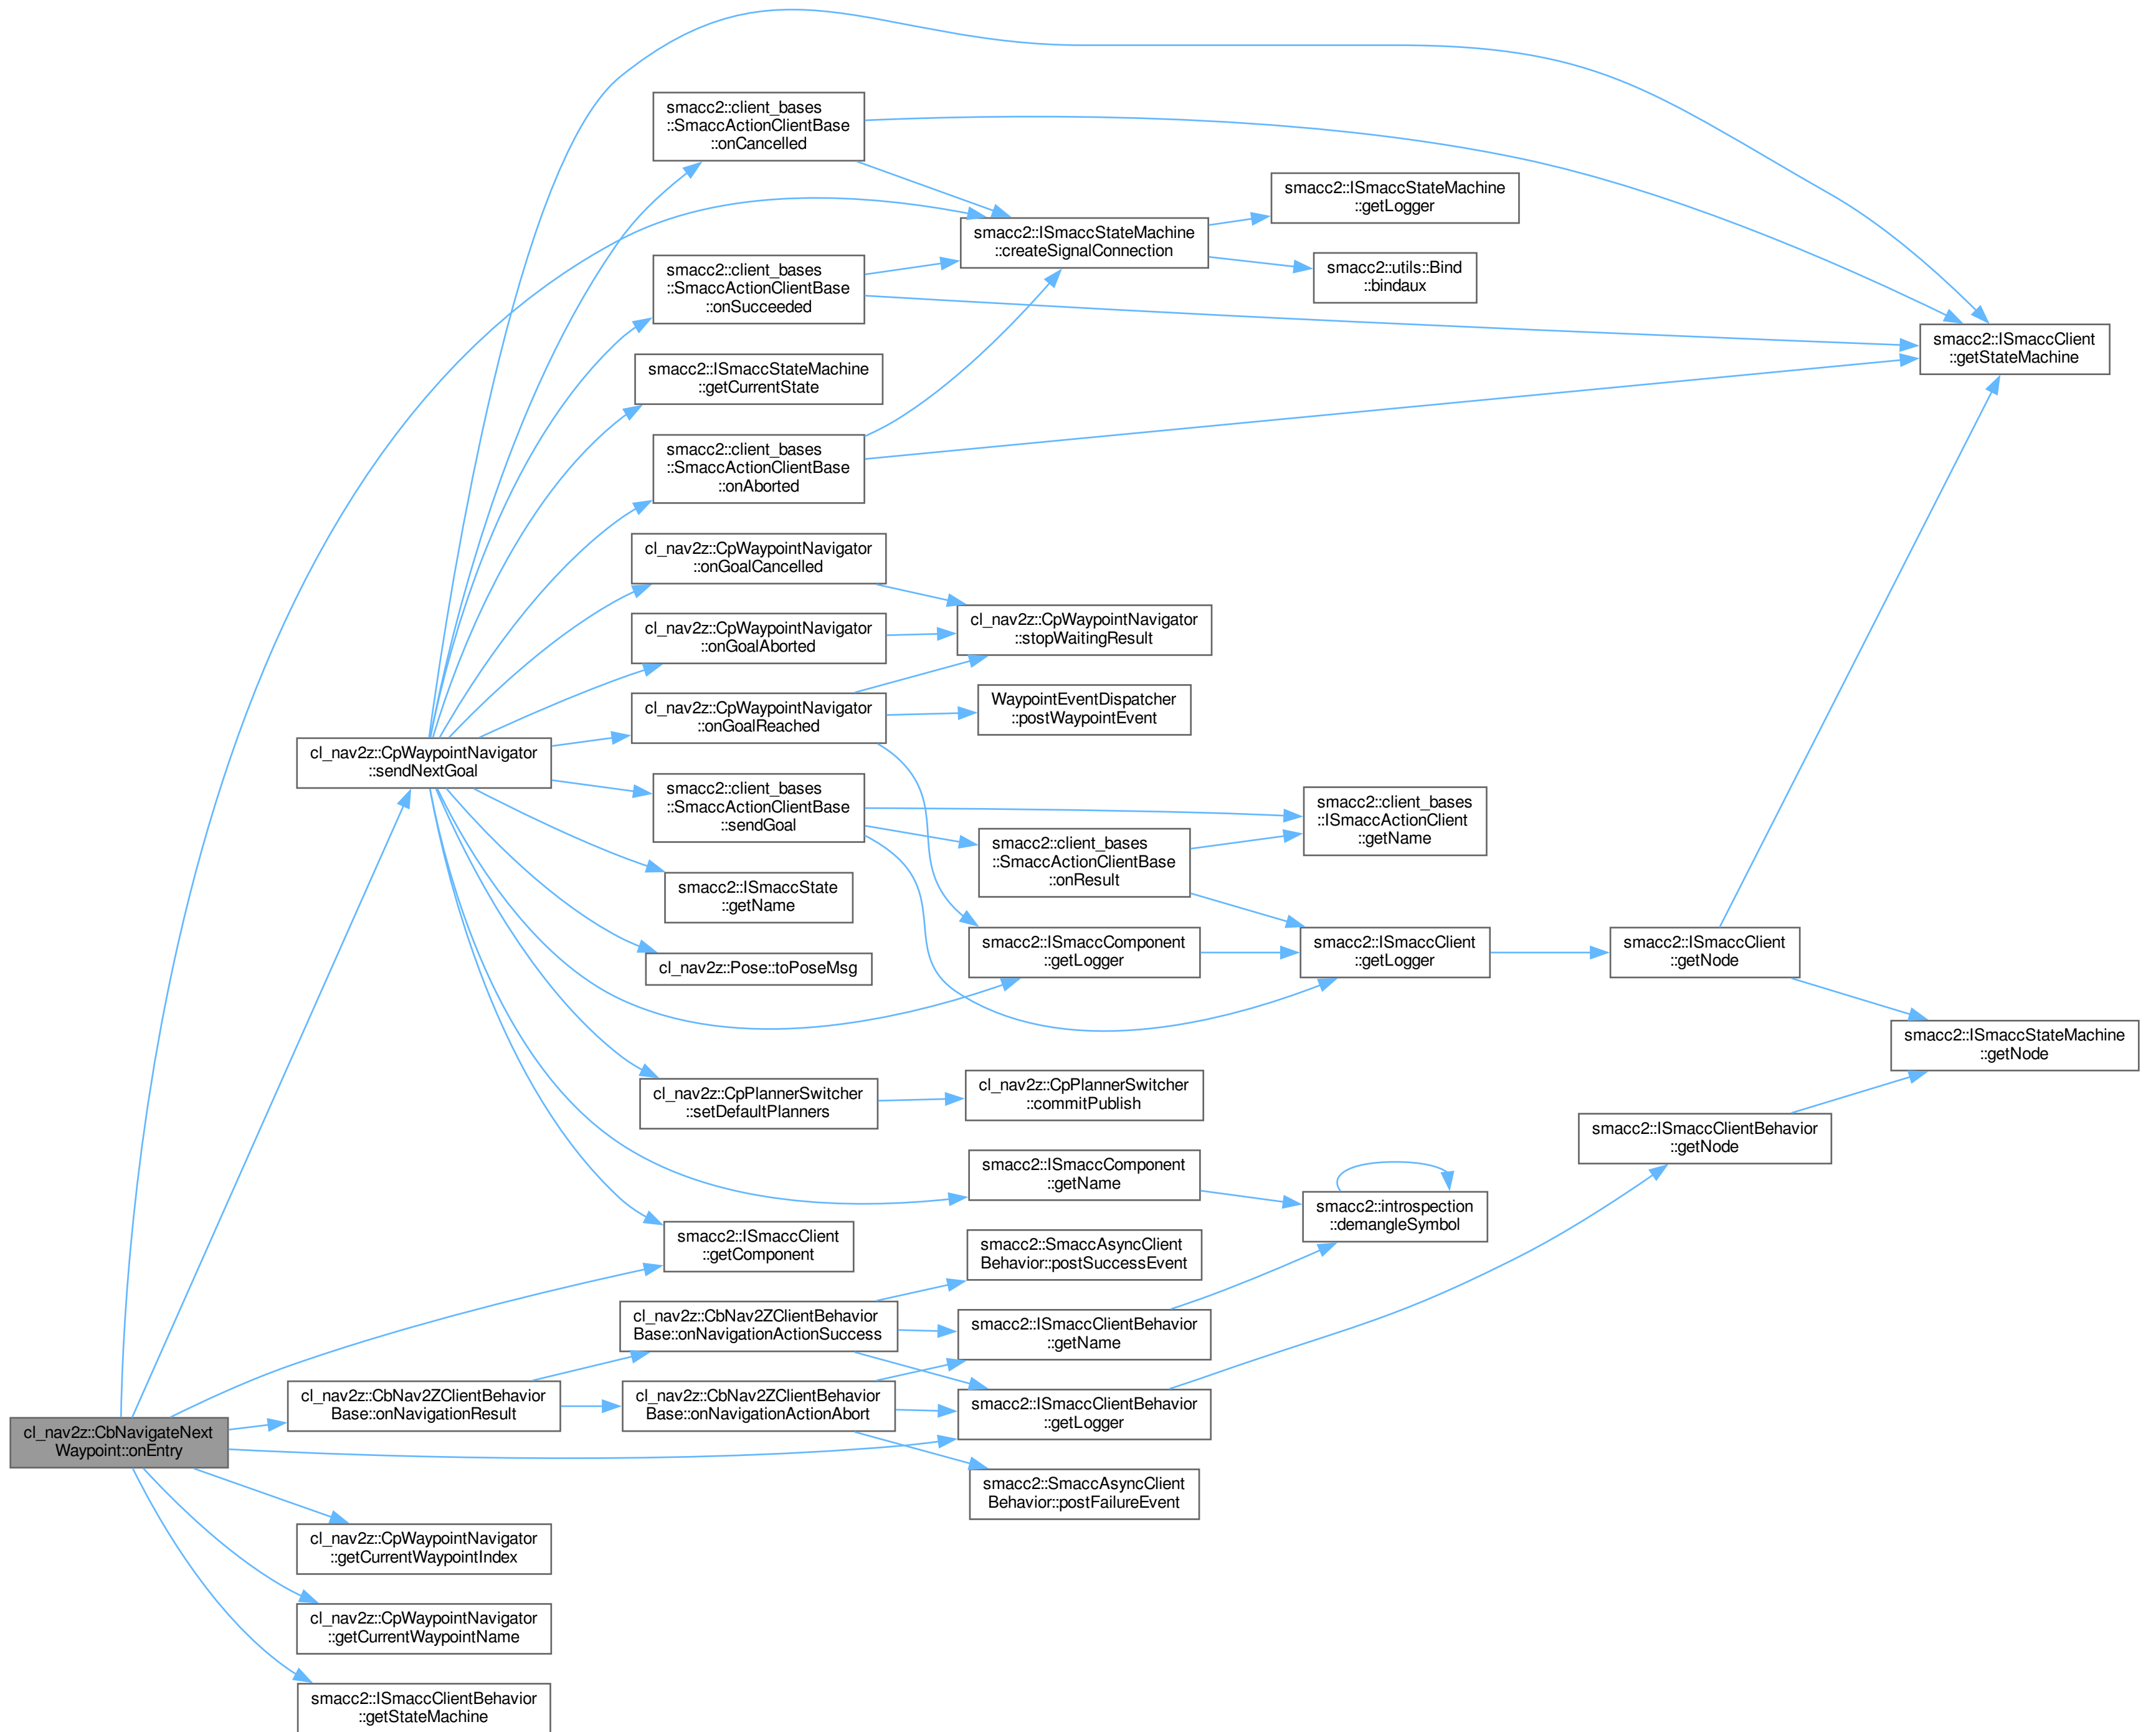 smacc2::client_bases
::SmaccActionClientBase
::onCancelled
smacc2::ISmaccStateMachine
::getLogger
smacc2::ISmaccStateMachine
::createSignalConnection
smacc2::client_bases
::SmaccActionClientBase
::onSucceeded
smacc2::utils::Bind
::bindaux
smacc2::ISmaccClient
::getStateMachine
smacc2::ISmaccStateMachine
::getCurrentState
smacc2::client_bases
::SmaccActionClientBase
::onAborted
cl_nav2z::CpWaypointNavigator
::onGoalCancelled
cl_nav2z::CpWaypointNavigator
::onGoalAborted
cl_nav2z::CpWaypointNavigator
::stopWaitingResult
cl_nav2z::CpWaypointNavigator
::onGoalReached
WaypointEventDispatcher
::postWaypointEvent
cl_nav2z::CpWaypointNavigator
::sendNextGoal
smacc2::client_bases
::SmaccActionClientBase
::sendGoal
smacc2::client_bases
::ISmaccActionClient
::getName
smacc2::client_bases
::SmaccActionClientBase
::onResult
smacc2::ISmaccState
::getName
smacc2::ISmaccComponent
::getLogger
smacc2::ISmaccClient
::getLogger
smacc2::ISmaccClient
::getNode
cl_nav2z::Pose::toPoseMsg
smacc2::ISmaccStateMachine
::getNode
cl_nav2z::CpPlannerSwitcher
::setDefaultPlanners
cl_nav2z::CpPlannerSwitcher
::commitPublish
smacc2::ISmaccClientBehavior
::getNode
smacc2::ISmaccComponent
::getName
smacc2::introspection
::demangleSymbol
smacc2::ISmaccClient
::getComponent
smacc2::SmaccAsyncClient
Behavior::postSuccessEvent
cl_nav2z::CbNav2ZClientBehavior
Base::onNavigationActionSuccess
smacc2::ISmaccClientBehavior
::getName
cl_nav2z::CbNav2ZClientBehavior
Base::onNavigationResult
cl_nav2z::CbNav2ZClientBehavior
Base::onNavigationActionAbort
smacc2::ISmaccClientBehavior
::getLogger
cl_nav2z::CbNavigateNext
Waypoint::onEntry
smacc2::SmaccAsyncClient
Behavior::postFailureEvent
cl_nav2z::CpWaypointNavigator
::getCurrentWaypointIndex
cl_nav2z::CpWaypointNavigator
::getCurrentWaypointName
smacc2::ISmaccClientBehavior
::getStateMachine